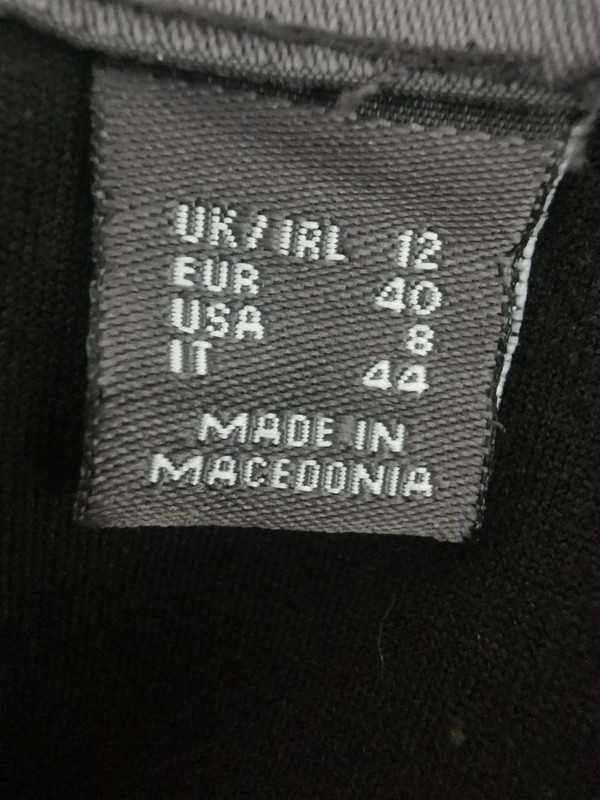 UK/IRL 12
EUR 40
USA 8
IT 44
MADE IN
MACEDONIA